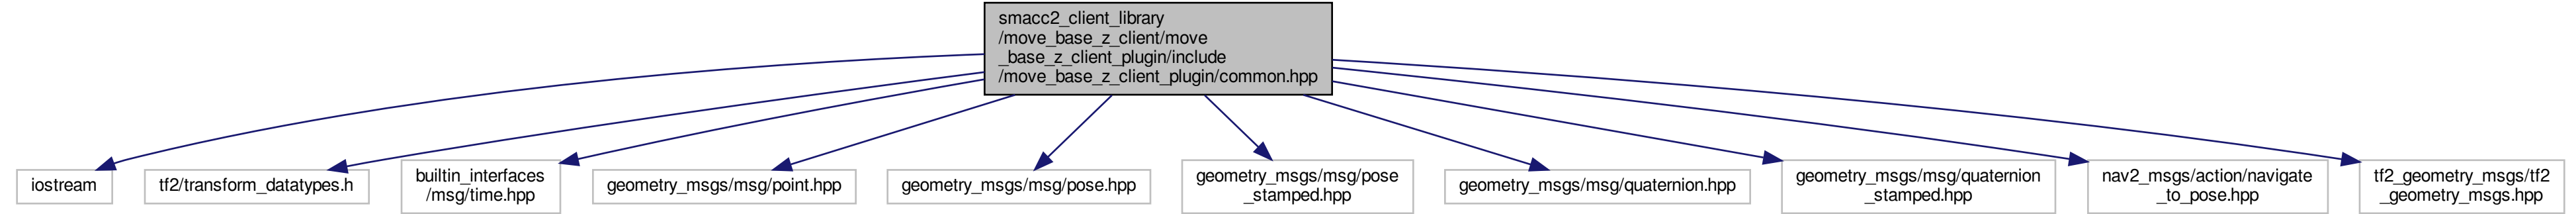 smacc2_client_library
/move_base_z_client/move
_base_z_client_plugin/include
/move_base_z_client_plugin/common.hpp
iostream
tf2/transform_datatypes.h
builtin_interfaces
/msg/time.hpp
geometry_msgs/msg/point.hpp
geometry_msgs/msg/pose.hpp
geometry_msgs/msg/pose
_stamped.hpp
geometry_msgs/msg/quaternion.hpp
geometry_msgs/msg/quaternion
_stamped.hpp
nav2_msgs/action/navigate
_to_pose.hpp
tf2_geometry_msgs/tf2
_geometry_msgs.hpp